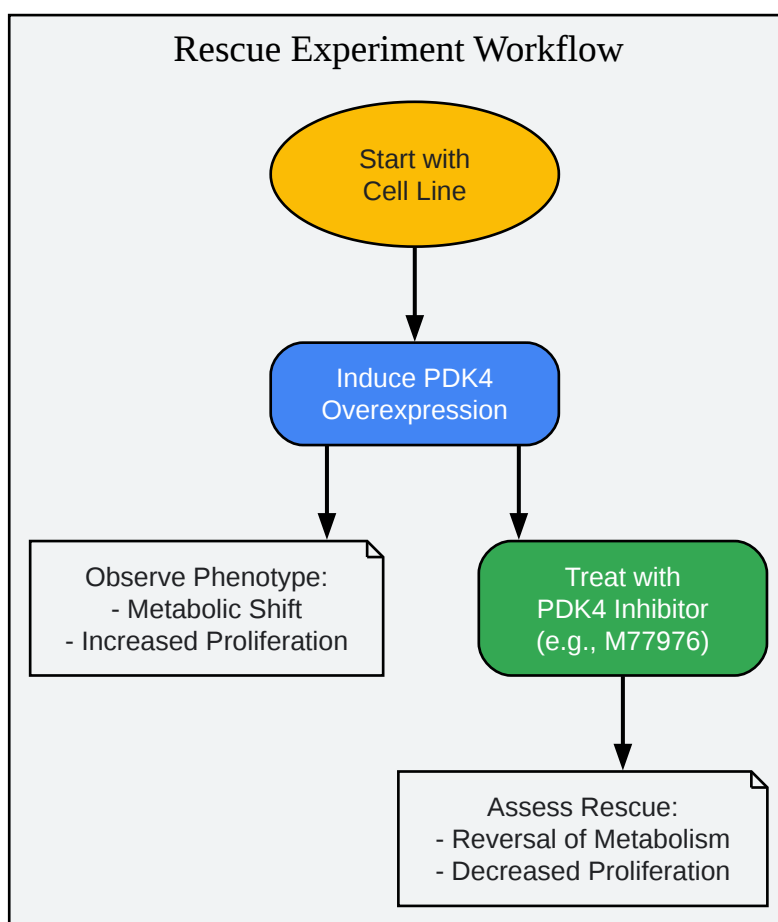 Rescue Experiment Workflow
Start with
Cell Line
Induce PDK4
Overexpression
Observe Phenotype:
- Metabolic Shift
- Increased Proliferation
Treat with
PDK4 Inhibitor
(e.g., M77976)
Assess Rescue:
- Reversal of Metabolism
- Decreased Proliferation